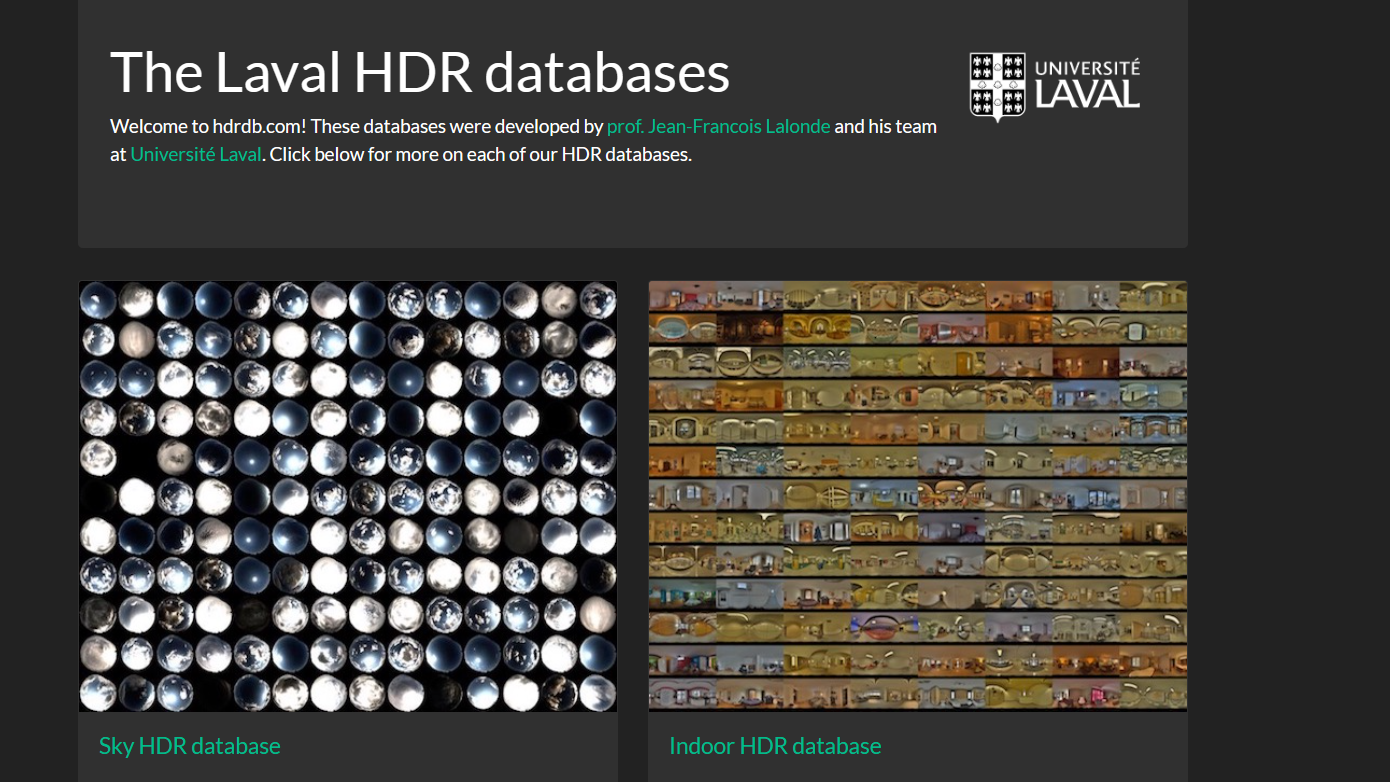 The Laval HDR databases
UNIVERSITÉ
LAVAL
Welcome to hdrdb.com! These databases were developed by prof. Jean-Francois Lalonde and his team
at Université Laval. Click below for more on each of our HDR databases.
Sky HDR database
Indoor HDR database